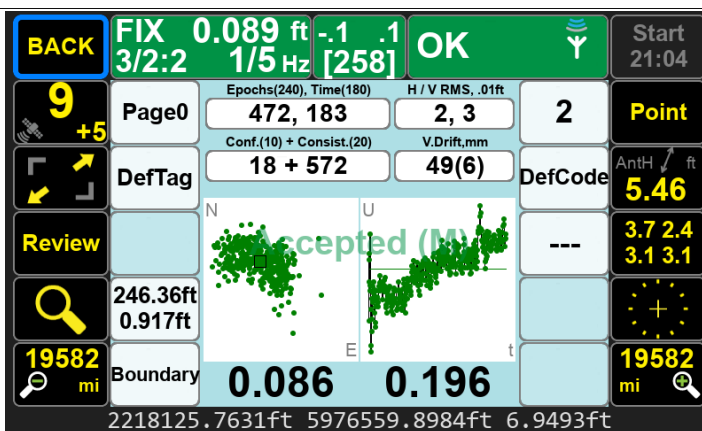 BACK
FIX 0.089 ft
3/2:2 1/5 Hz
-.1 .1
[258]
OK
Start
21:04
9
+5
Page0
Epochs(240), Time(180)
472, 183
H / V RMS, .01ft
2, 3
2
Point
DefTag
Conf.(10) + Consist.(20)
18 + 572
V.Drift,mm
49(6)
DefCode
AntH ft
5.46
Review
N
U
Accepted (M)
---
3.7 2.4
3.1 3.1
246.36ft
0.917ft
E
t
19582
mi
Boundary
0.086
0.196
19582
mi
2218125.7631ft 5976559.8984ft 6.9493ft